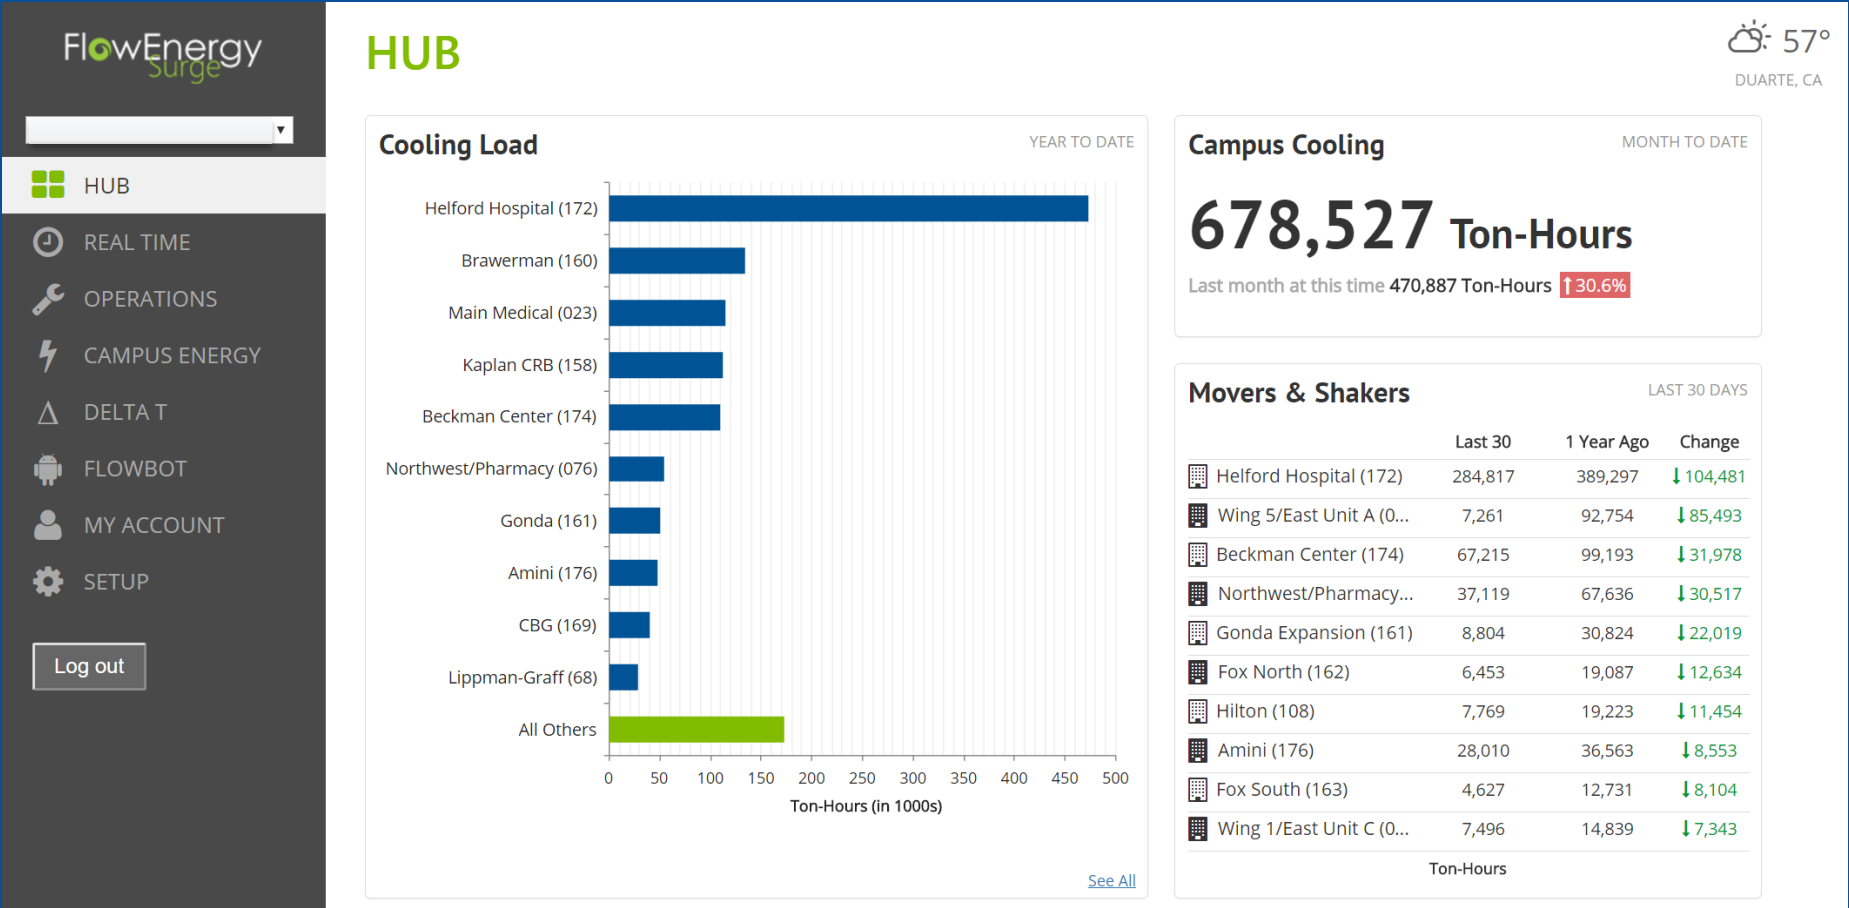 FlowEnergy
Surge
HUB
REAL TIME
OPERATIONS
CAMPUS ENERGY
DELTA T
FLOWBOT
MY ACCOUNT
SETUP
Log out
HUB
57°
DUARTE, CA
Cooling Load YEAR TO DATE
Helford Hospital (172)
Brawerman (160)
Main Medical (023)
Kaplan CRB (158)
Beckman Center (174)
Northwest/Pharmacy (076)
Gonda (161)
Amini (176)
CBG (169)
Lippman-Graff (68)
All Others
0 50 100 150 200 250 300 350 400 450 500
Ton-Hours (in 1000s)
See All
Campus Cooling MONTH TO DATE
678,527 Ton-Hours
Last month at this time 470,887 Ton-Hours ↑30.6%
Movers & Shakers LAST 30 DAYS
Last 30 1 Year Ago Change
Helford Hospital (172) 284,817 389,297 ↓104,481
Wing 5/East Unit A (0... 7,261 92,754 ↓85,493
Beckman Center (174) 67,215 99,193 ↓31,978
Northwest/Pharmacy... 37,119 67,636 ↓30,517
Gonda Expansion (161) 8,804 30,824 ↓22,019
Fox North (162) 6,453 19,087 ↓12,634
Hilton (108) 7,769 19,223 ↓11,454
Amini (176) 28,010 36,563 ↓8,553
Fox South (163) 4,627 12,731 ↓8,104
Wing 1/East Unit C (0... 7,496 14,839 ↓7,343
Ton-Hours